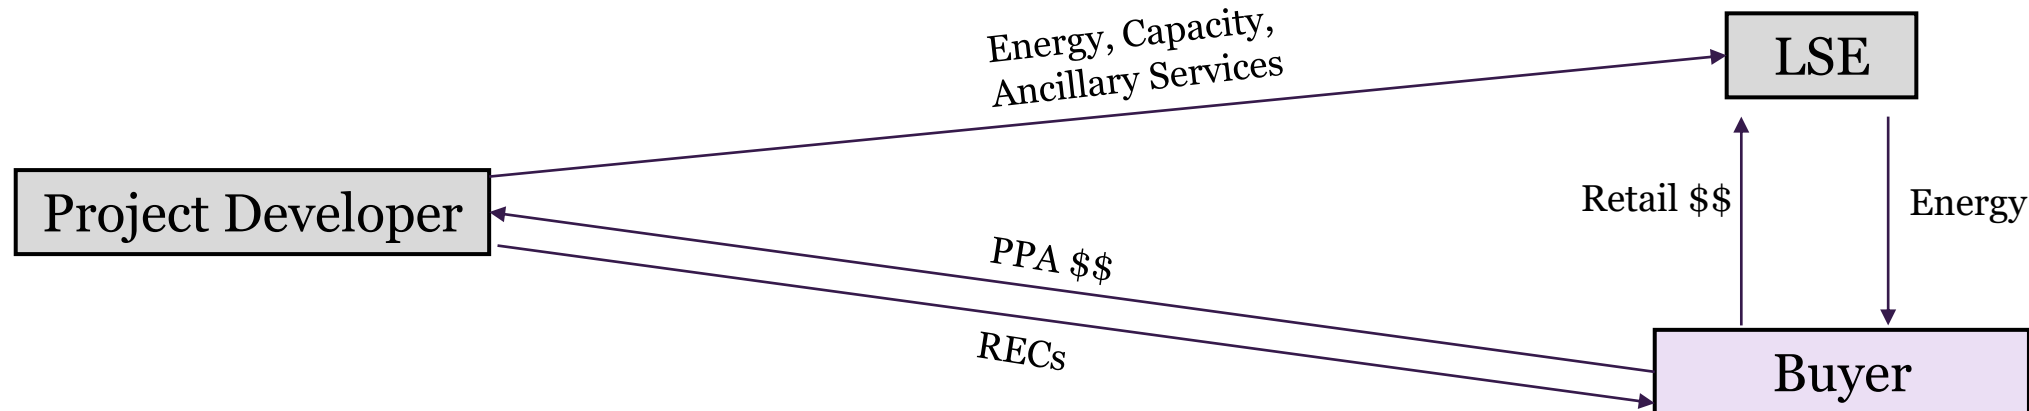 Energy, Capacity,
Ancillary Services
LSE
Project Developer
Retail $$
Energy
PPA $$
RECs
Buyer